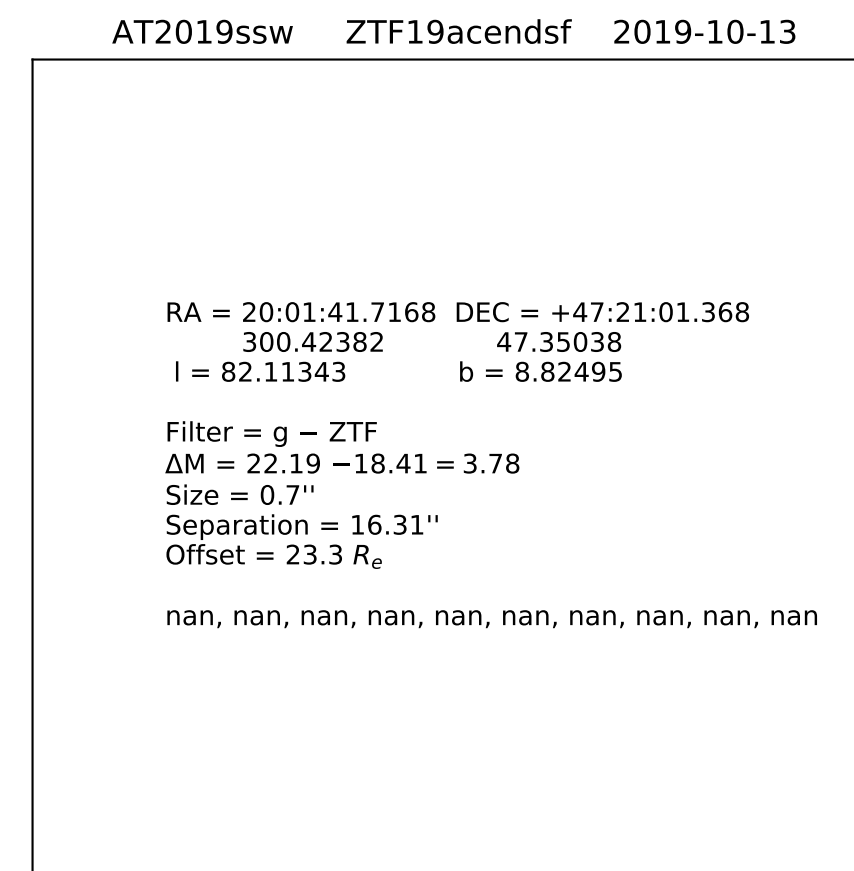 AT2019ssw ZTF19acendsf 2019-10-13
RA = 20:01:41.7168 DEC = +47:21:01.368
300.42382 47.35038
l = 82.11343 b = 8.82495
Filter = g − ZTF
ΔM = 22.19 −18.41 = 3.78
Size = 0.7''
Separation = 16.31''
Offset = 23.3 Re
nan, nan, nan, nan, nan, nan, nan, nan, nan, nan